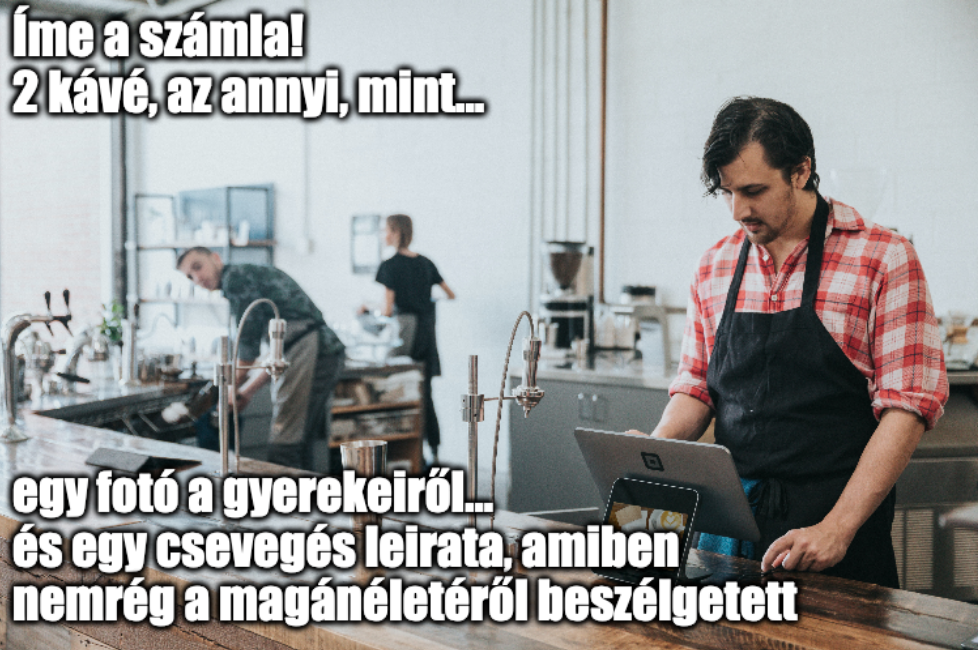 Íme a számla!
2 kávé, az annyi, mint...
egy fotó a gyerekeiről...
és egy csevegés leirata, amiben
nemrég a magánéletéről beszélgetett